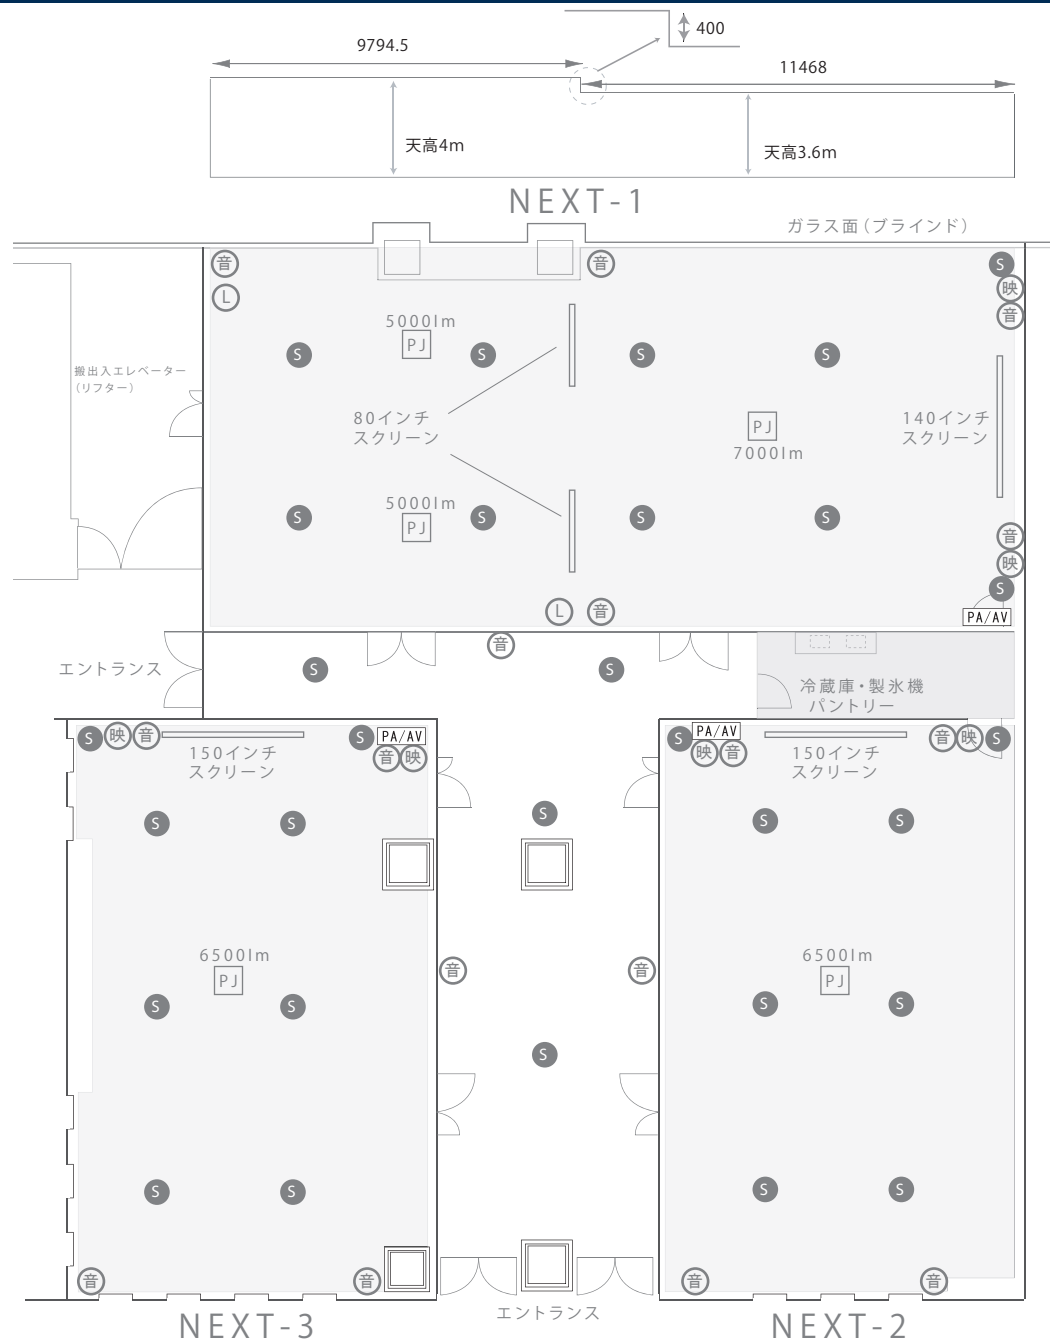 400
9794.5
11468
天高4m
天高3.6m
NEXT-1
ガラス面（ブラインド）
音
音
S
L
映
音
5000lm
PJ
S
S
S
S
搬出入エレベーター
（リフター）
80インチ
スクリーン
PJ
7000lm
140インチ
スクリーン
5000lm
PJ
S
S
S
S
音
映
S
L
音
PA/AV
音
エントランス
S
S
冷蔵庫・製氷機
パントリー
S
映
音
S
PA/AV
音
映
150インチ
スクリーン
S
PA/AV
映
音
150インチ
スクリーン
音
映
S
S
S
S
S
S
6500lm
PJ
6500lm
PJ
音
音
S
S
S
S
S
S
S
S
S
音
音
音
音
エントランス
NEXT-3
NEXT-2